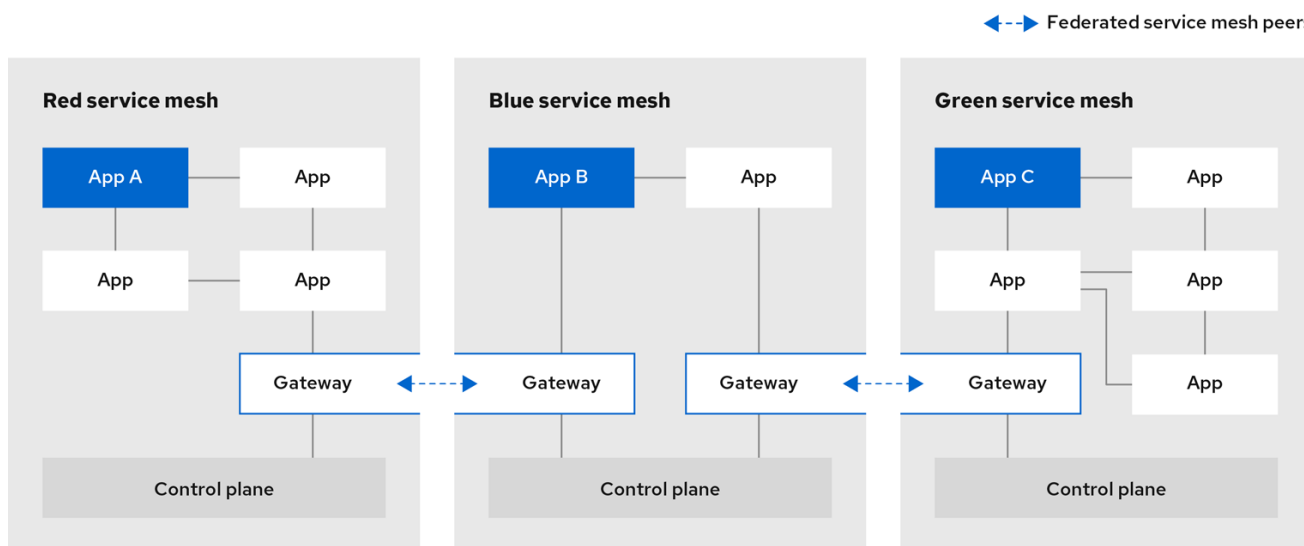 Federated service mesh peers
Red service mesh
App A
App
App
App
Gateway
Control plane
Blue service mesh
App B
App
Gateway
Gateway
Control plane
Green service mesh
App C
App
App
App
App
Gateway
Control plane